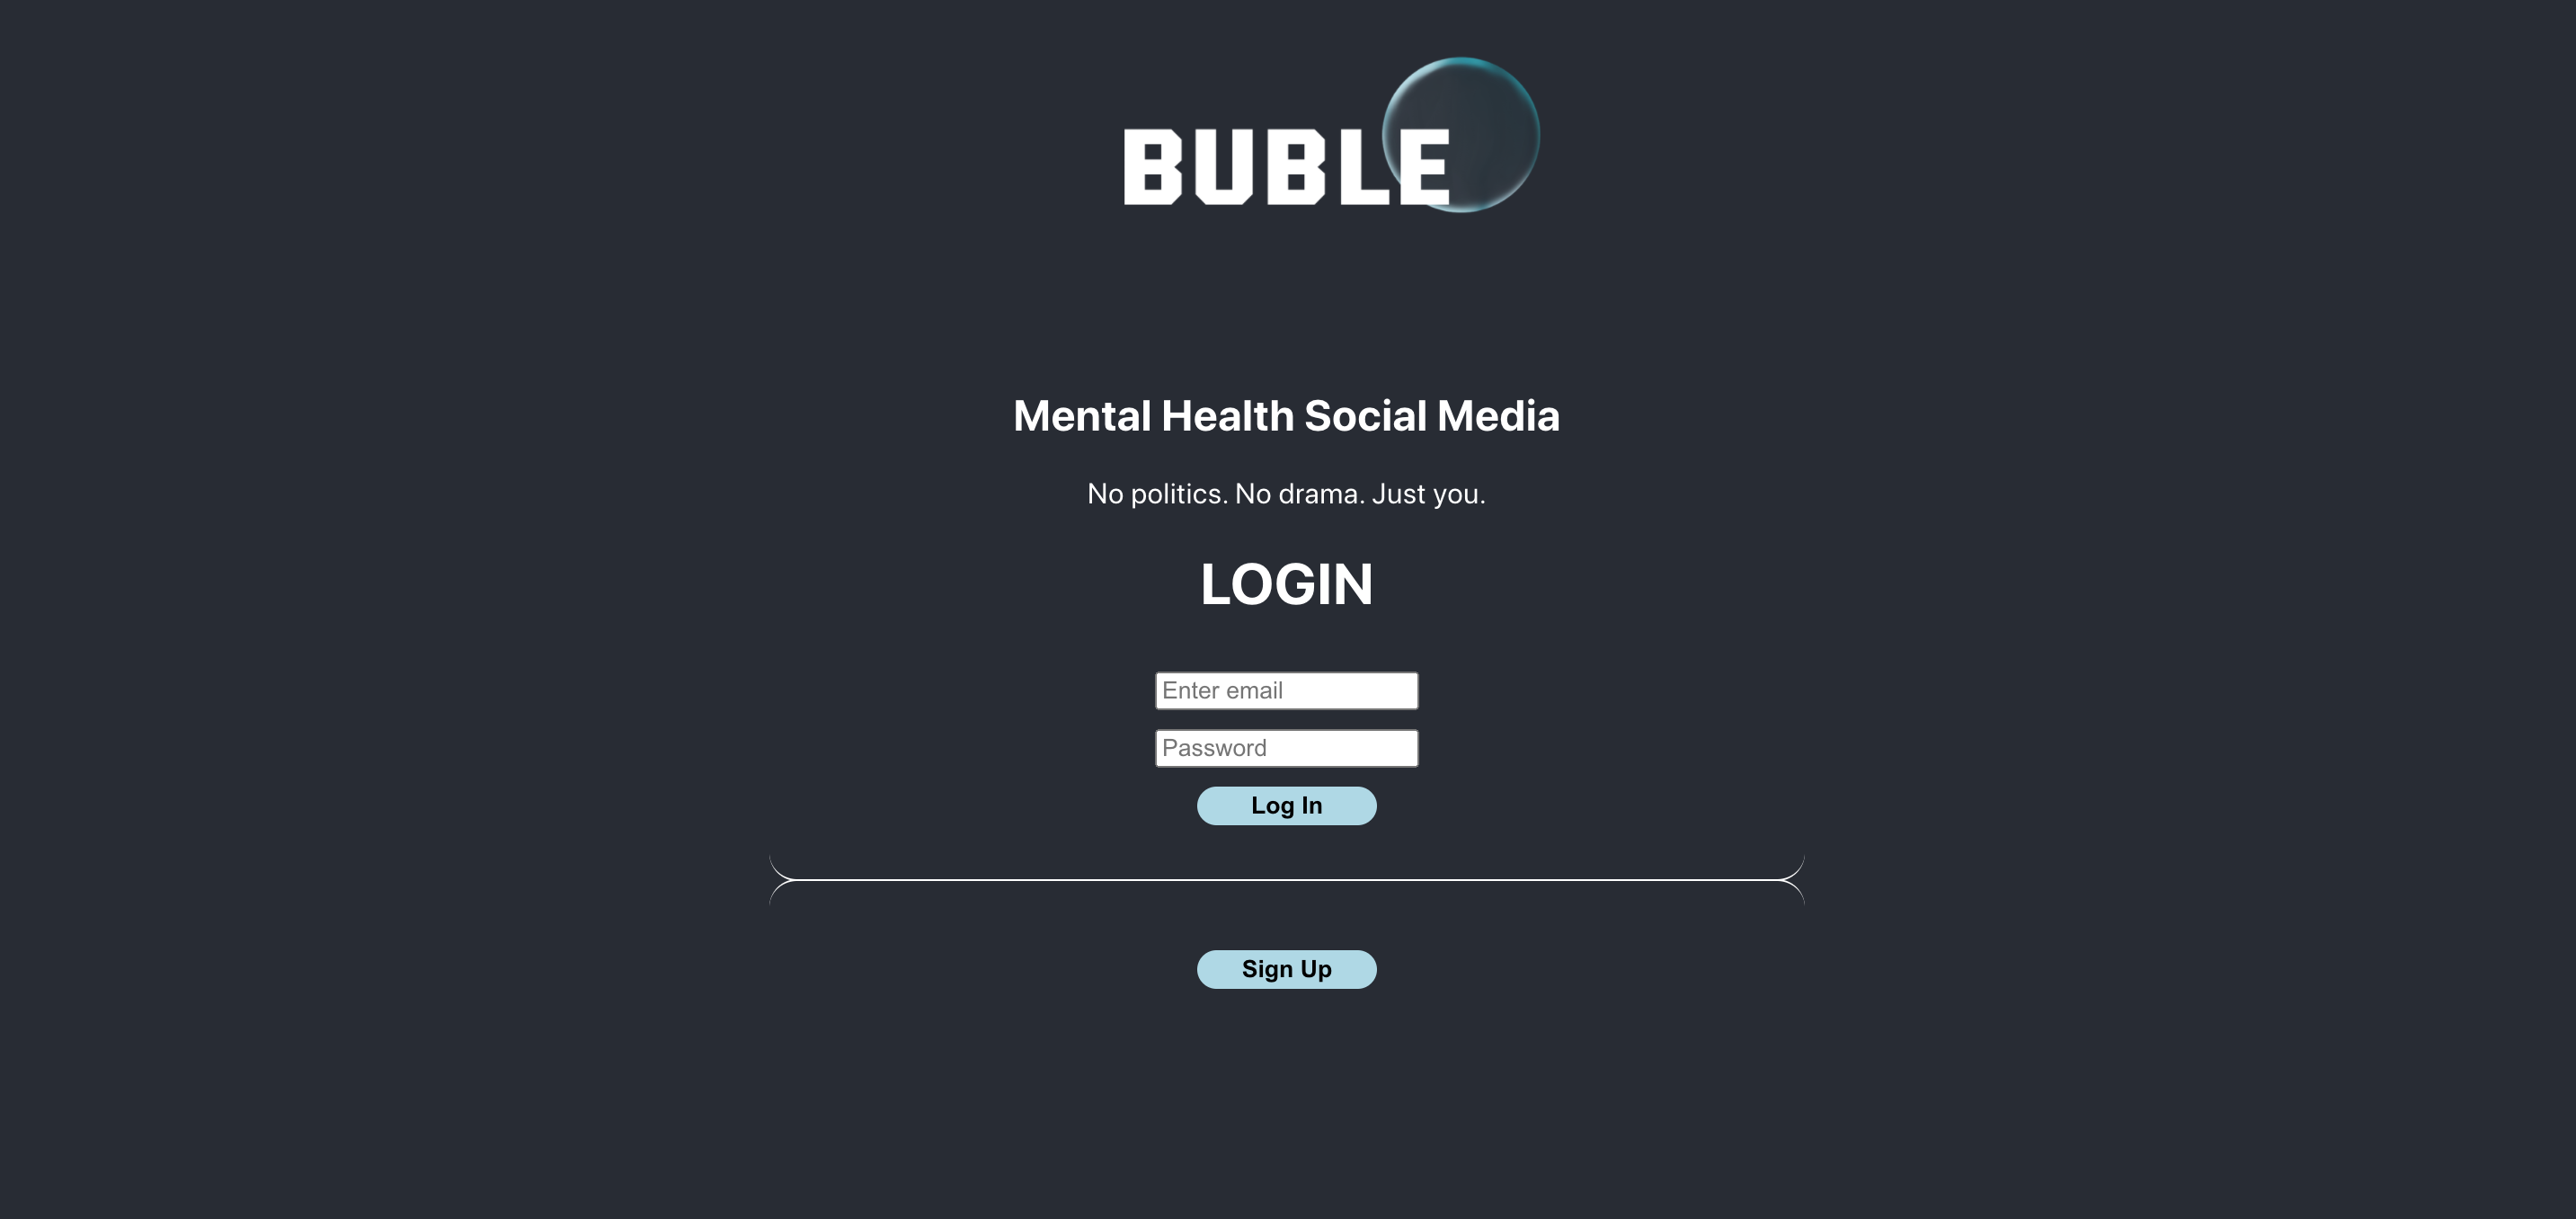 BUBLE
Mental Health Social Media
No politics. No drama. Just you.
LOGIN
Enter email
Password
Log In
Sign Up